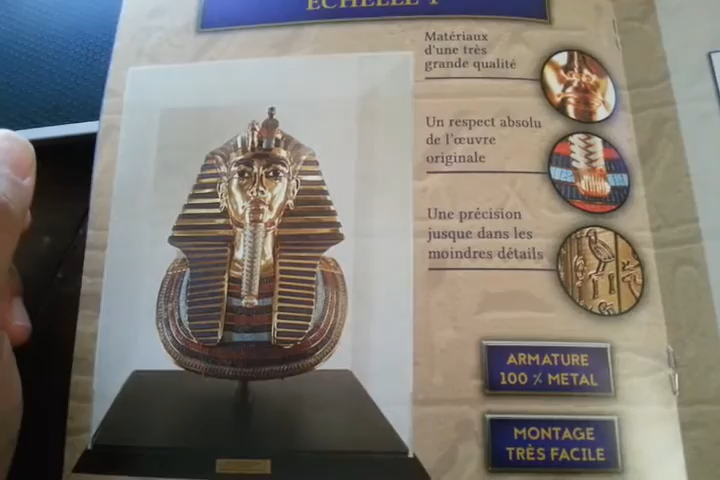 ÉCHELLE 1
Matériaux
d'une très
grande qualité
Un respect absolu
de l'œuvre
originale
Une précision
jusque dans les
moindres détails
ARMATURE
100 % METAL
MONTAGE
TRÈS FACILE